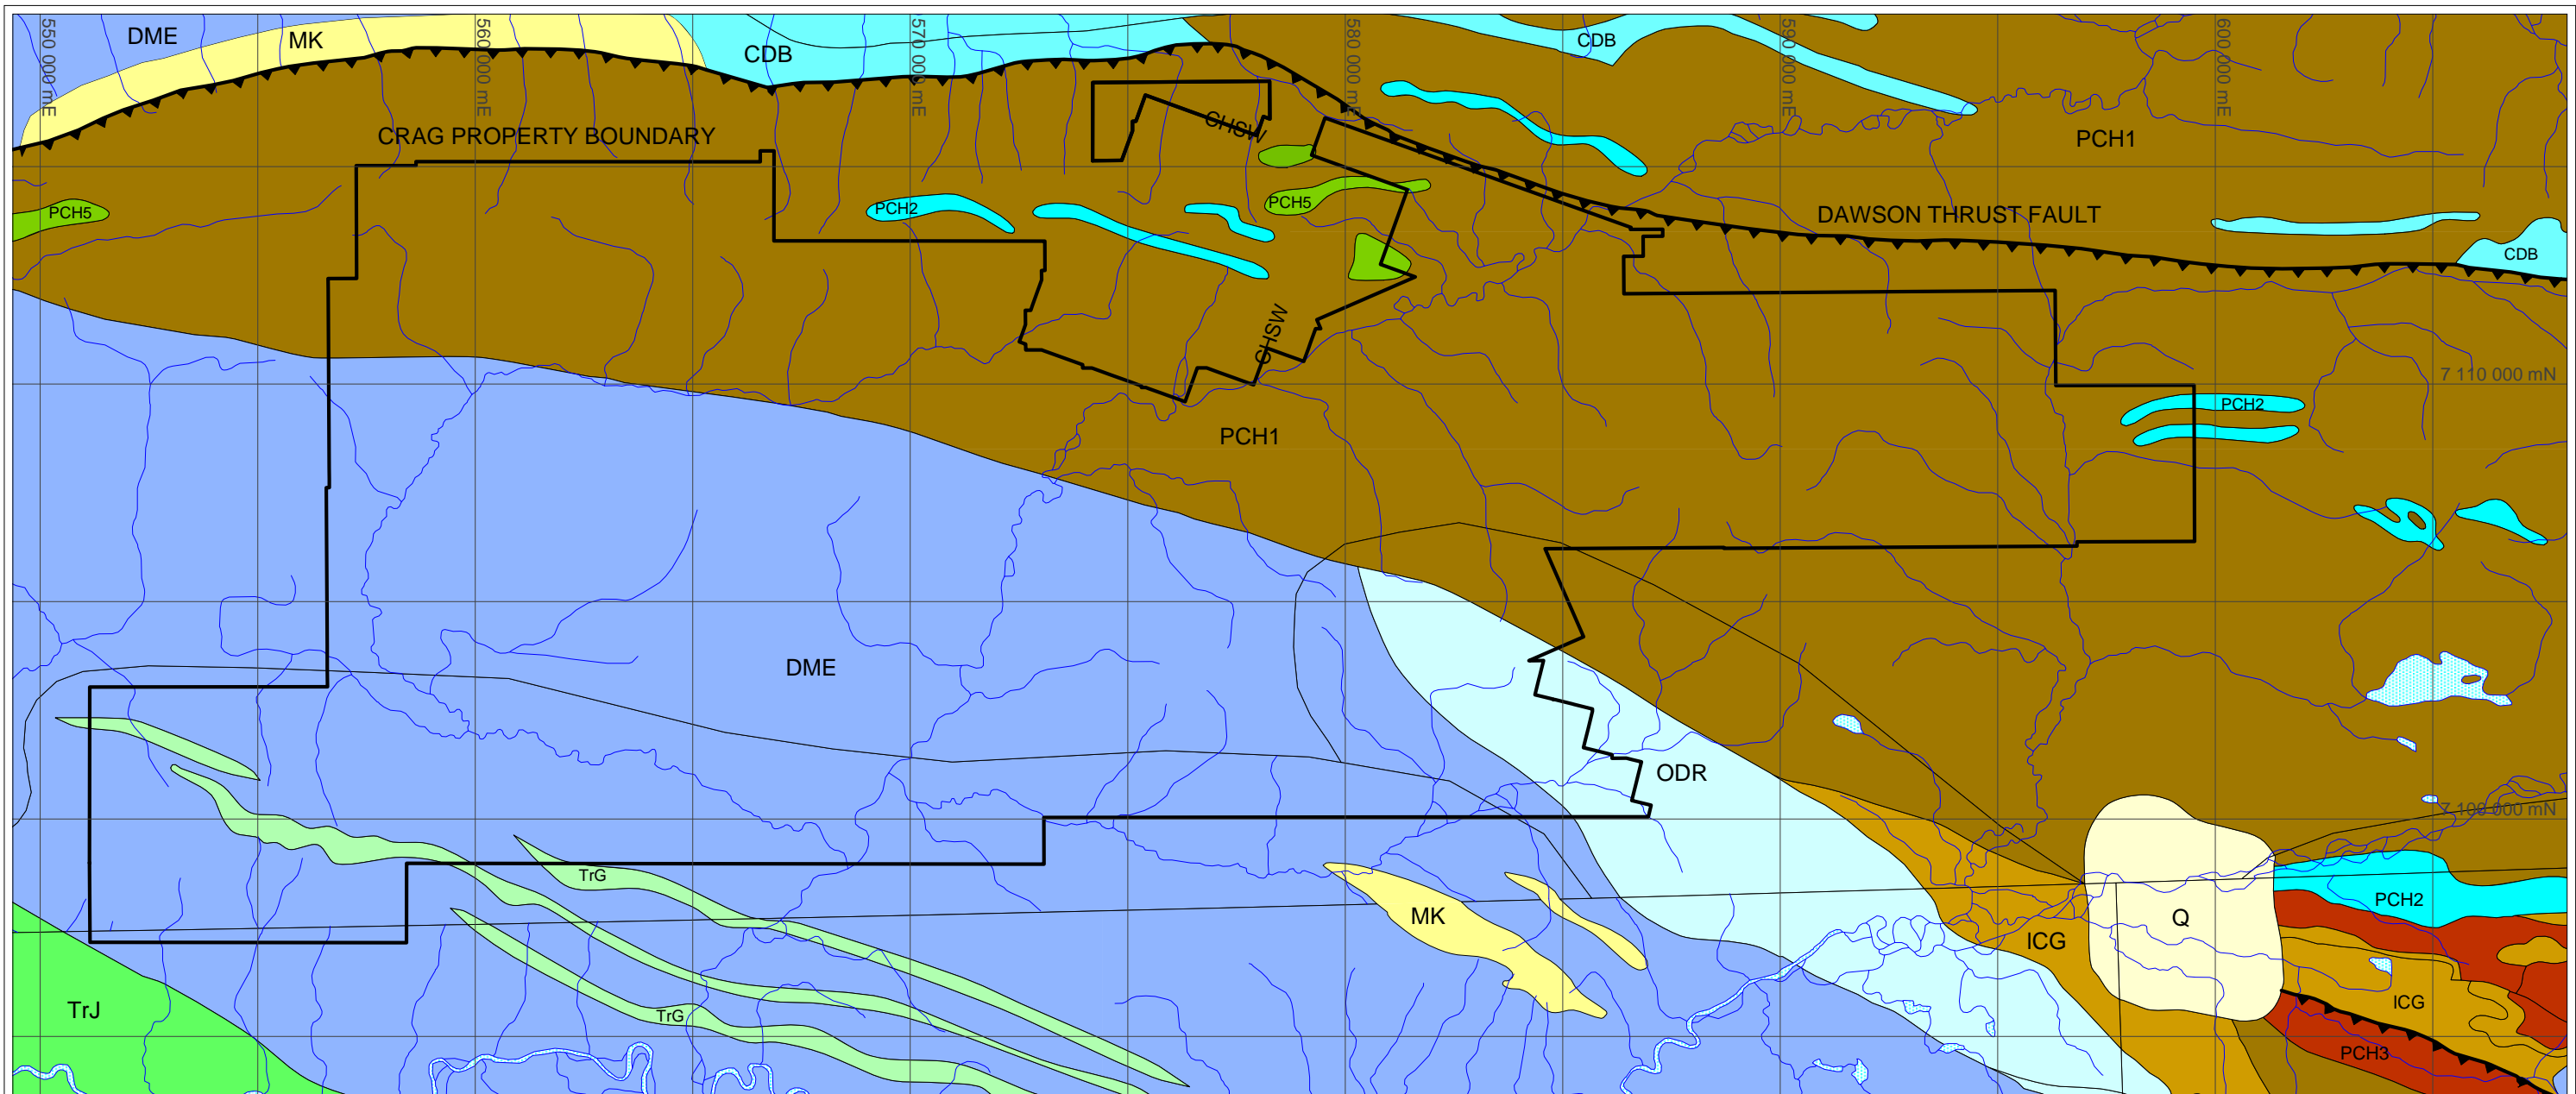 550 000 mE
560 000 mE
570 000 mE
580 000 mE
590 000 mE
600 000 mE
DME
MK
CDB
CDB
CRAG PROPERTY BOUNDARY
CHSW
PCH1
PCH5
PCH2
PCH5
DAWSON THRUST FAULT
CDB
CHSW
7 110 000 mN
PCH2
PCH1
DME
ODR
7 100 000 mN
TrG
PCH2
MK
Q
ICG
TrJ
TrG
ICG
PCH3